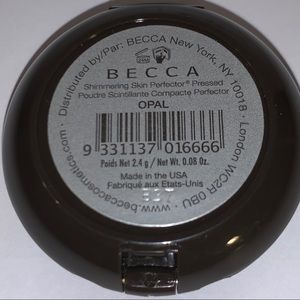 Distributed by/Par: BECCA New York, NY 10018 · London WC2R 0BU · www.beccacosmetics.com ·
BECCA
Shimmering Skin Perfector® Pressed
Poudre Scintillante Compacte Perfector
OPAL
9 331137 016666
Poids Net 2.4 g / Net Wt. 0.08 Oz.
Made in the USA
Fabriqué aux Etats-Unis